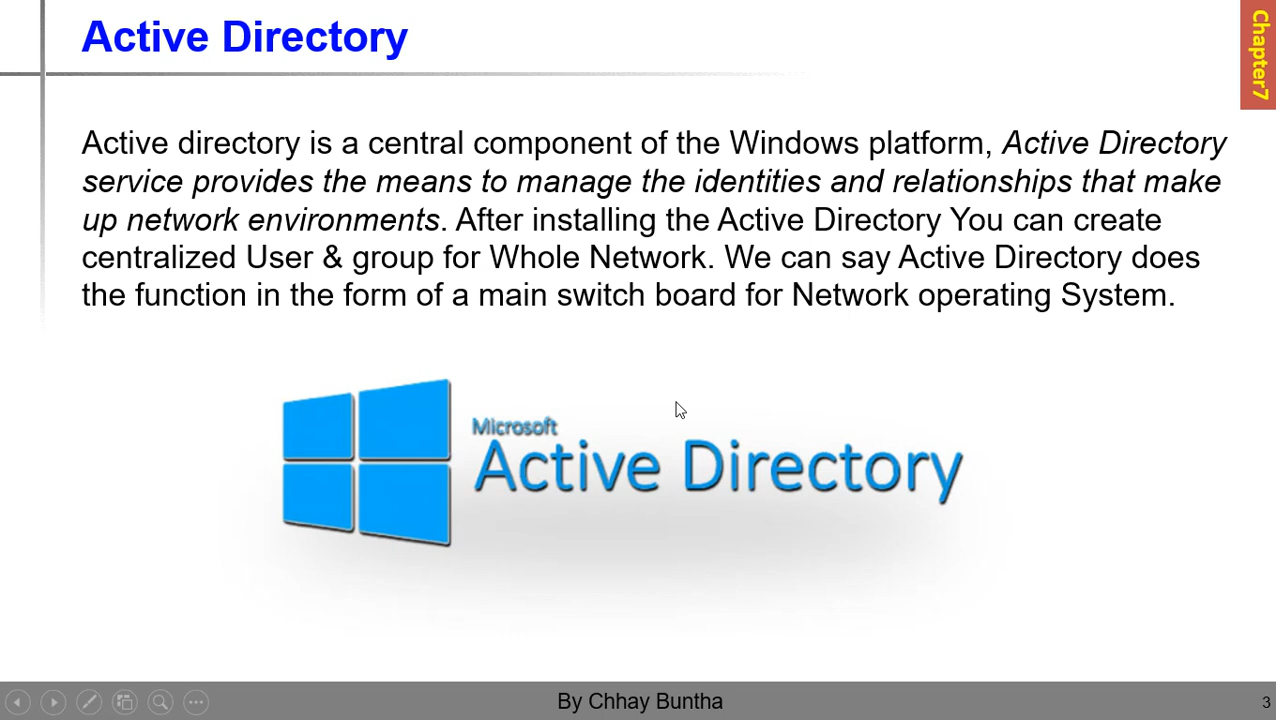 Active Directory
Chapter7
Active directory is a central component of the Windows platform, Active Directory
service provides the means to manage the identities and relationships that make
up network environments. After installing the Active Directory You can create
centralized User & group for Whole Network. We can say Active Directory does
the function in the form of a main switch board for Network operating System.
Microsoft
Active Directory
By Chhay Buntha
3